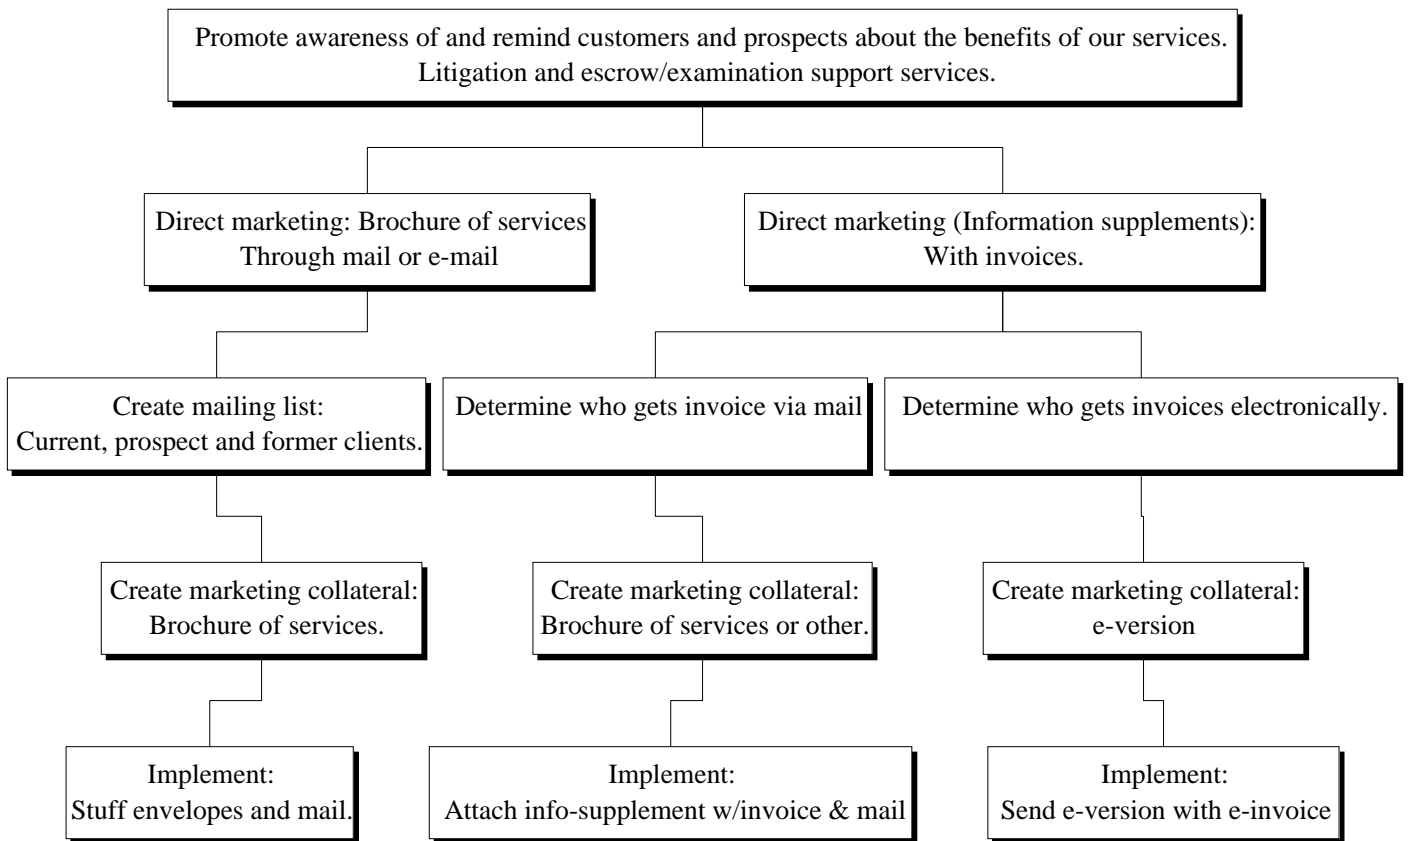 Promote awareness of and remind customers and prospects about the benefits of our services.
Litigation and escrow/examination support services.
Direct marketing: Brochure of services
Through mail or e-mail
Direct marketing (Information supplements):
With invoices.
Create mailing list:
Current, prospect and former clients.
Determine who gets invoice via mail
Determine who gets invoices electronically.
Create marketing collateral:
Brochure of services.
Create marketing collateral:
Brochure of services or other.
Create marketing collateral:
e-version
Implement:
Stuff envelopes and mail.
Implement:
Attach info-supplement w/invoice & mail
Implement:
Send e-version with e-invoice